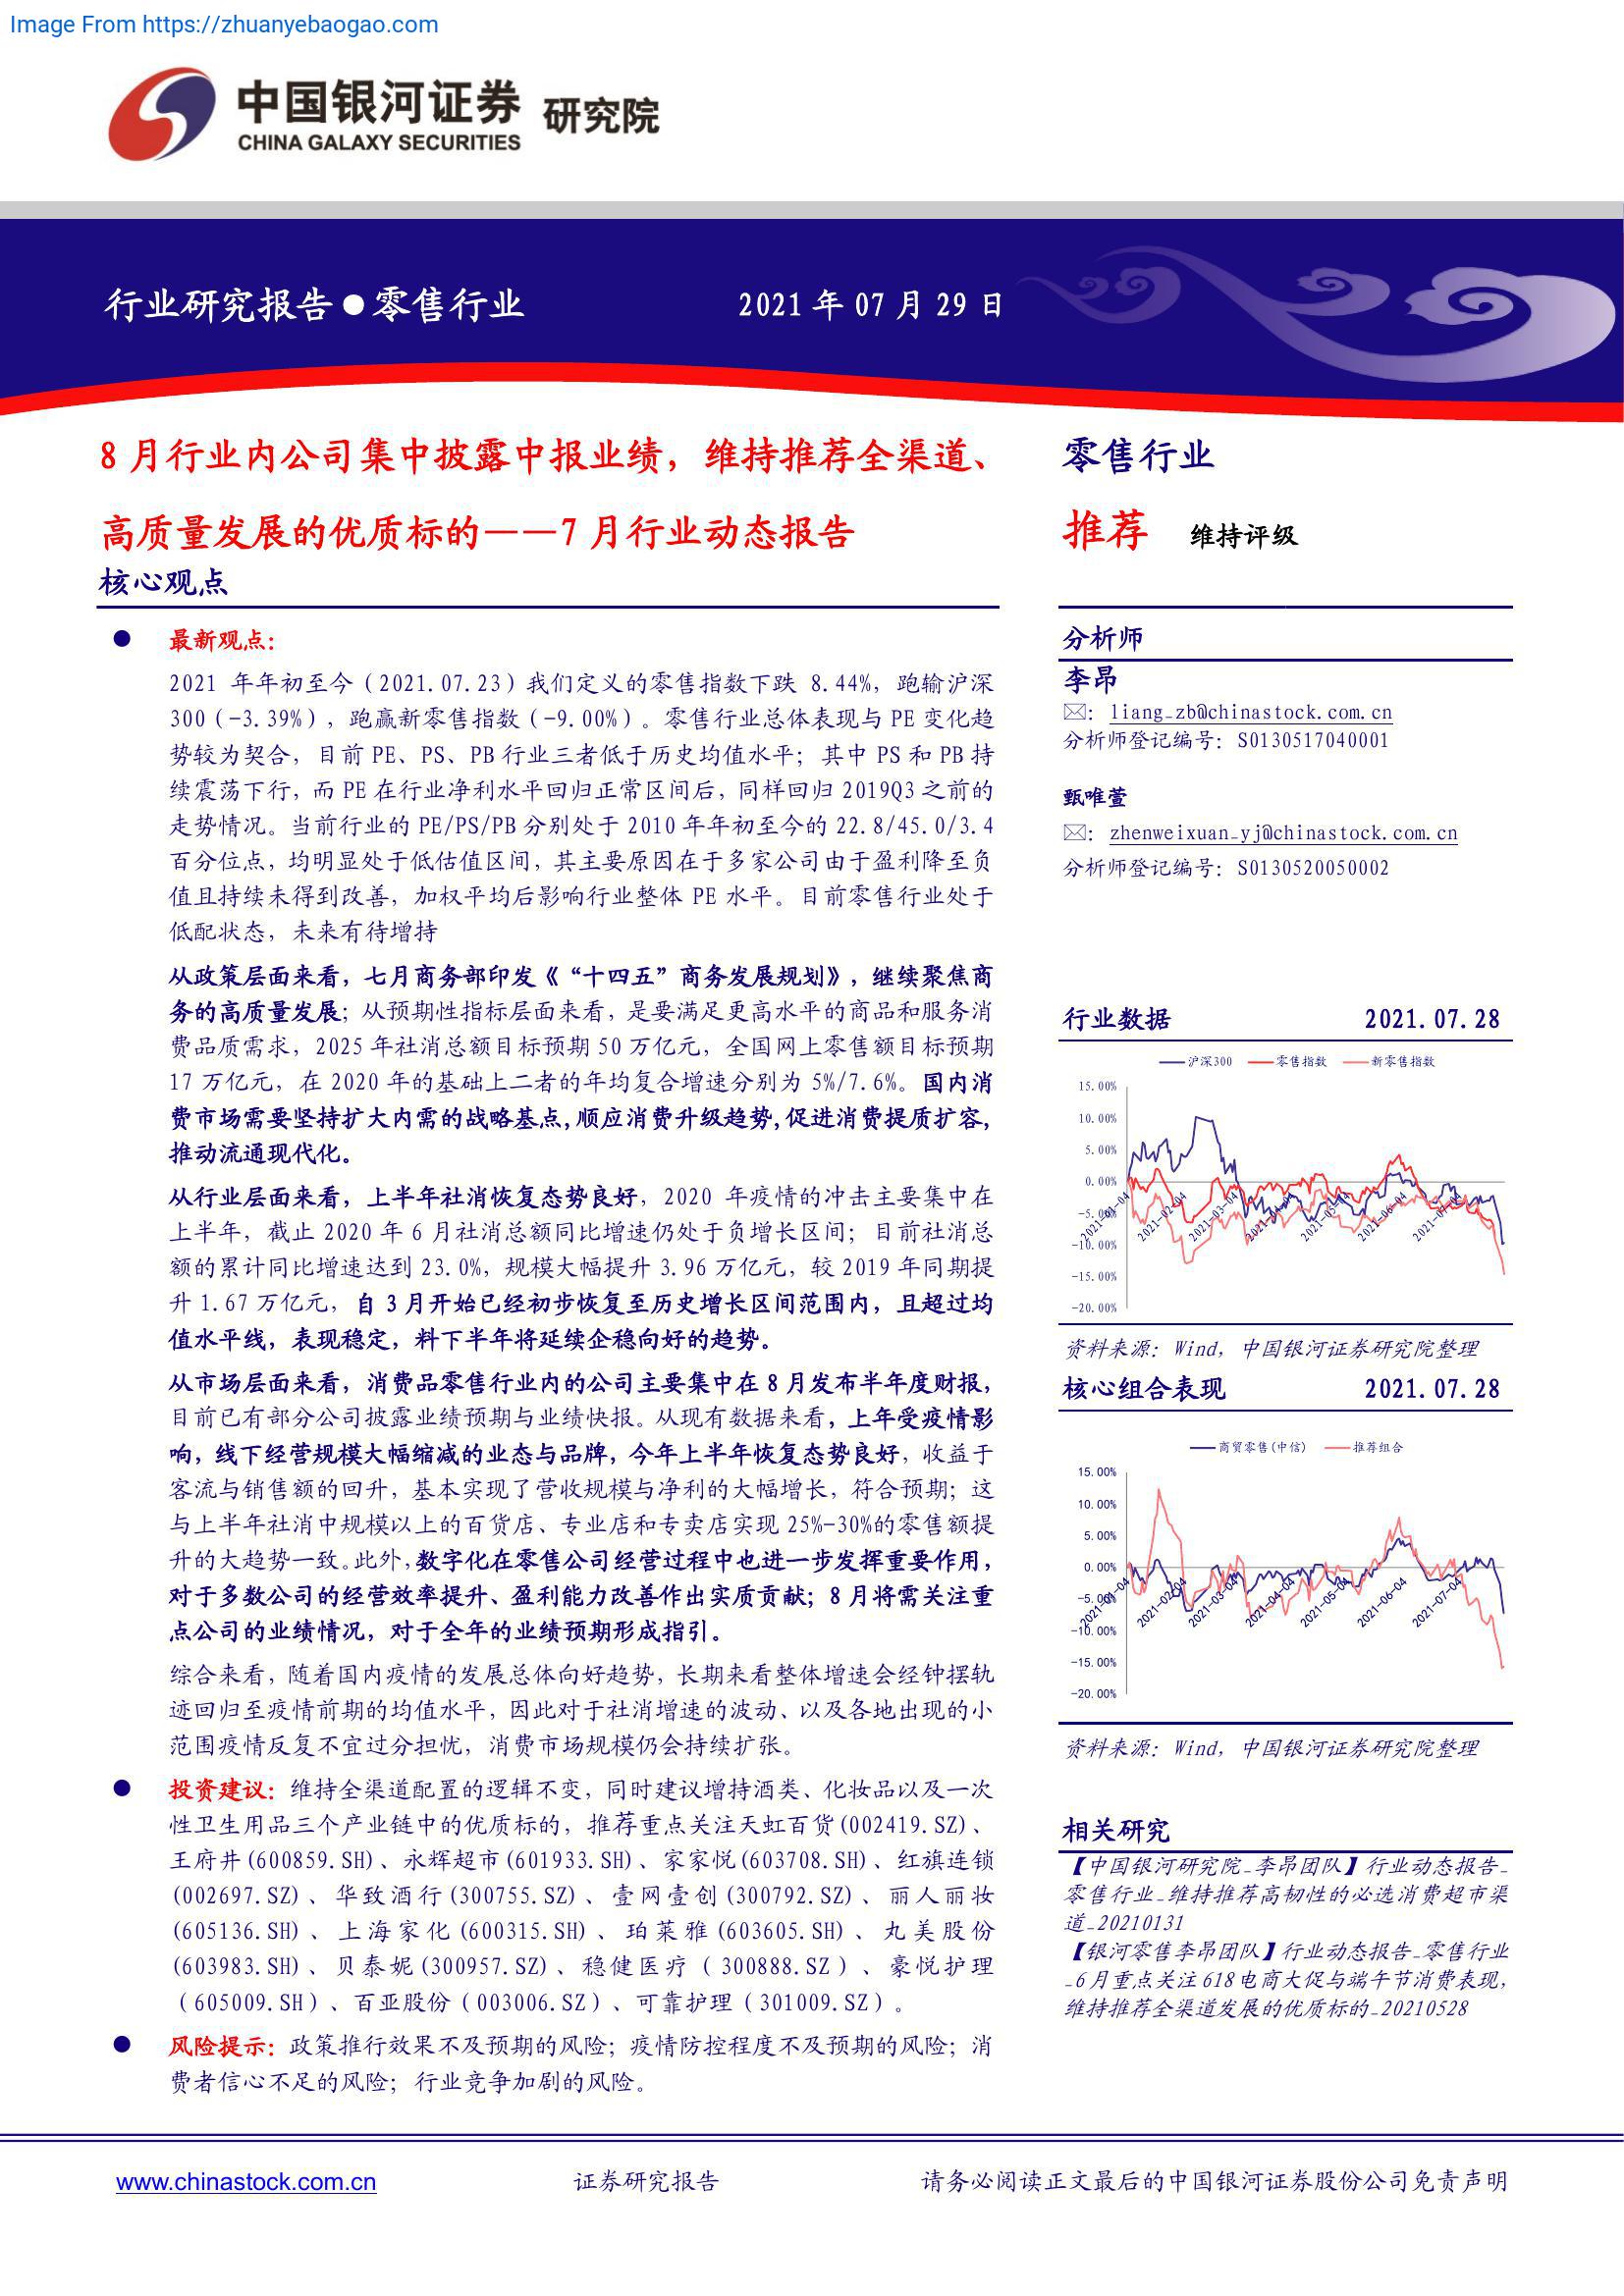 Image From https://zhuanyebaogao.com
中国银河证券 研究院
CHINA GALAXY SECURITIES
行业研究报告●零售行业
2021 年 07 月 29 日
8 月行业内公司集中披露中报业绩，维持推荐全渠道、
高质量发展的优质标的——7 月行业动态报告
核心观点
● 最新观点：
2021 年年初至今（2021.07.23）我们定义的零售指数下跌 8.44%，跑输沪深
300（-3.39%），跑赢新零售指数（-9.00%）。零售行业总体表现与 PE 变化趋
势较为契合，目前 PE、PS、PB 行业三者低于历史均值水平；其中 PS 和 PB 持
续震荡下行，而 PE 在行业净利水平回归正常区间后，同样回归 2019Q3 之前的
走势情况。当前行业的 PE/PS/PB 分别处于 2010 年年初至今的 22.8/45.0/3.4
百分位点，均明显处于低估值区间，其主要原因在于多家公司由于盈利降至负
值且持续未得到改善，加权平均后影响行业整体 PE 水平。目前零售行业处于
低配状态，未来有待增持
从政策层面来看，七月商务部印发《“十四五”商务发展规划》，继续聚焦商
务的高质量发展；从预期性指标层面来看，是要满足更高水平的商品和服务消
费品质需求，2025 年社消总额目标预期 50 万亿元，全国网上零售额目标预期
17 万亿元，在 2020 年的基础上二者的年均复合增速分别为 5%/7.6%。国内消
费市场需要坚持扩大内需的战略基点，顺应消费升级趋势，促进消费提质扩容，
推动流通现代化。
从行业层面来看，上半年社消恢复态势良好，2020 年疫情的冲击主要集中在
上半年，截止 2020 年 6 月社消总额同比增速仍处于负增长区间；目前社消总
额的累计同比增速达到 23.0%，规模大幅提升 3.96 万亿元，较 2019 年同期提
升 1.67 万亿元，自 3 月开始已经初步恢复至历史增长区间范围内，且超过均
值水平线，表现稳定，料下半年将延续企稳向好的趋势。
从市场层面来看，消费品零售行业内的公司主要集中在 8 月发布半年度财报，
目前已有部分公司披露业绩预期与业绩快报。从现有数据来看，上年受疫情影
响，线下经营规模大幅缩减的业态与品牌，今年上半年恢复态势良好，收益于
客流与销售额的回升，基本实现了营收规模与净利的大幅增长，符合预期；这
与上半年社消中规模以上的百货店、专业店和专卖店实现 25%-30%的零售额提
升的大趋势一致。此外，数字化在零售公司经营过程中也进一步发挥重要作用，
对于多数公司的经营效率提升、盈利能力改善作出实质贡献；8 月将需关注重
点公司的业绩情况，对于全年的业绩预期形成指引。
综合来看，随着国内疫情的发展总体向好趋势，长期来看整体增速会经钟摆轨
迹回归至疫情前期的均值水平，因此对于社消增速的波动、以及各地出现的小
范围疫情反复不宜过分担忧，消费市场规模仍会持续扩张。
● 投资建议：维持全渠道配置的逻辑不变，同时建议增持酒类、化妆品以及一次
性卫生用品三个产业链中的优质标的，推荐重点关注天虹百货(002419.SZ)、
王府井(600859.SH)、永辉超市(601933.SH)、家家悦(603708.SH)、红旗连锁
(002697.SZ)、华致酒行(300755.SZ)、壹网壹创(300792.SZ)、丽人丽妆
(605136.SH)、上海家化(600315.SH)、珀莱雅(603605.SH)、丸美股份
(603983.SH)、贝泰妮(300957.SZ)、稳健医疗（300888.SZ）、豪悦护理
（605009.SH）、百亚股份（003006.SZ）、可靠护理（301009.SZ）。
● 风险提示：政策推行效果不及预期的风险；疫情防控程度不及预期的风险；消
费者信心不足的风险；行业竞争加剧的风险。
零售行业
推荐 维持评级
分析师
李昂
✉：liang_zb@chinastock.com.cn
分析师登记编号：S0130517040001
甄唯萱
✉：zhenweixuan_yj@chinastock.com.cn
分析师登记编号：S0130520050002
行业数据 2021.07.28
沪深300 零售指数 新零售指数
15.00%
10.00%
5.00%
0.00%
-5.00%
-10.00%
-15.00%
-20.00%
2021-01-04
2021-02-04
2021-03-04
2021-04-04
2021-05-04
2021-06-04
2021-07-04
资料来源：Wind，中国银河证券研究院整理
核心组合表现 2021.07.28
商贸零售(中信) 推荐组合
15.00%
10.00%
5.00%
0.00%
-5.00%
-10.00%
-15.00%
-20.00%
2021-01-04
2021-02-04
2021-03-04
2021-04-04
2021-05-04
2021-06-04
2021-07-04
资料来源：Wind，中国银河证券研究院整理
相关研究
【中国银河研究院_李昂团队】行业动态报告_
零售行业_维持推荐高韧性的必选消费超市渠
道_20210131
【银河零售李昂团队】行业动态报告_零售行业
_6 月重点关注 618 电商大促与端午节消费表现，
维持推荐全渠道发展的优质标的_20210528
www.chinastock.com.cn
证券研究报告
请务必阅读正文最后的中国银河证券股份公司免责声明